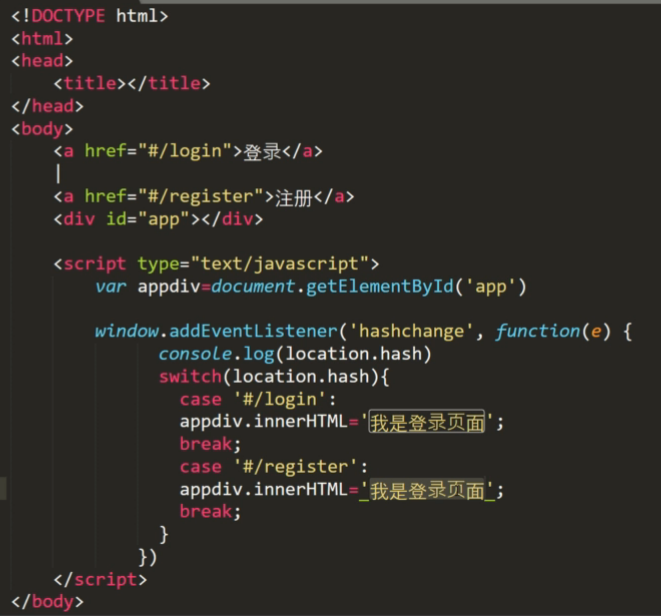 <!DOCTYPE html>
<html>
<head>
    <title></title>
</head>
<body>
    <a href="#/login">登录</a>
    |
    <a href="#/register">注册</a>
    <div id="app"></div>

    <script type="text/javascript">
        var appdiv=document.getElementById('app')

        window.addEventListener('hashchange', function(e) {
              console.log(location.hash)
              switch(location.hash){
                case '#/login':
                appdiv.innerHTML='我是登录页面';
                break;
                case '#/register':
                appdiv.innerHTML='我是登录页面';
                break;
              }
            })
    </script>
</body>